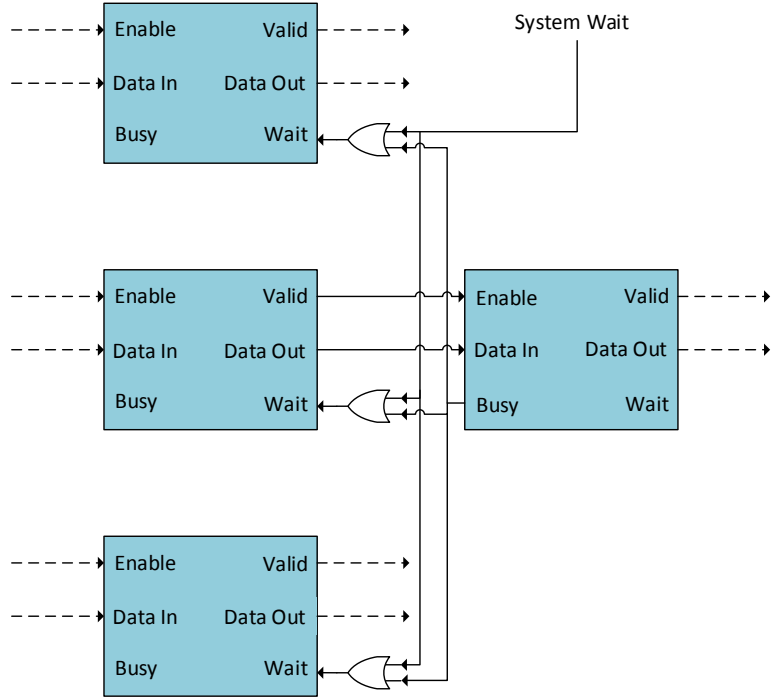 System Wait
Enable Valid
Data In Data Out
Busy Wait
Enable Valid
Data In Data Out
Busy Wait
Enable Valid
Data In Data Out
Busy Wait
Enable Valid
Data In Data Out
Busy Wait